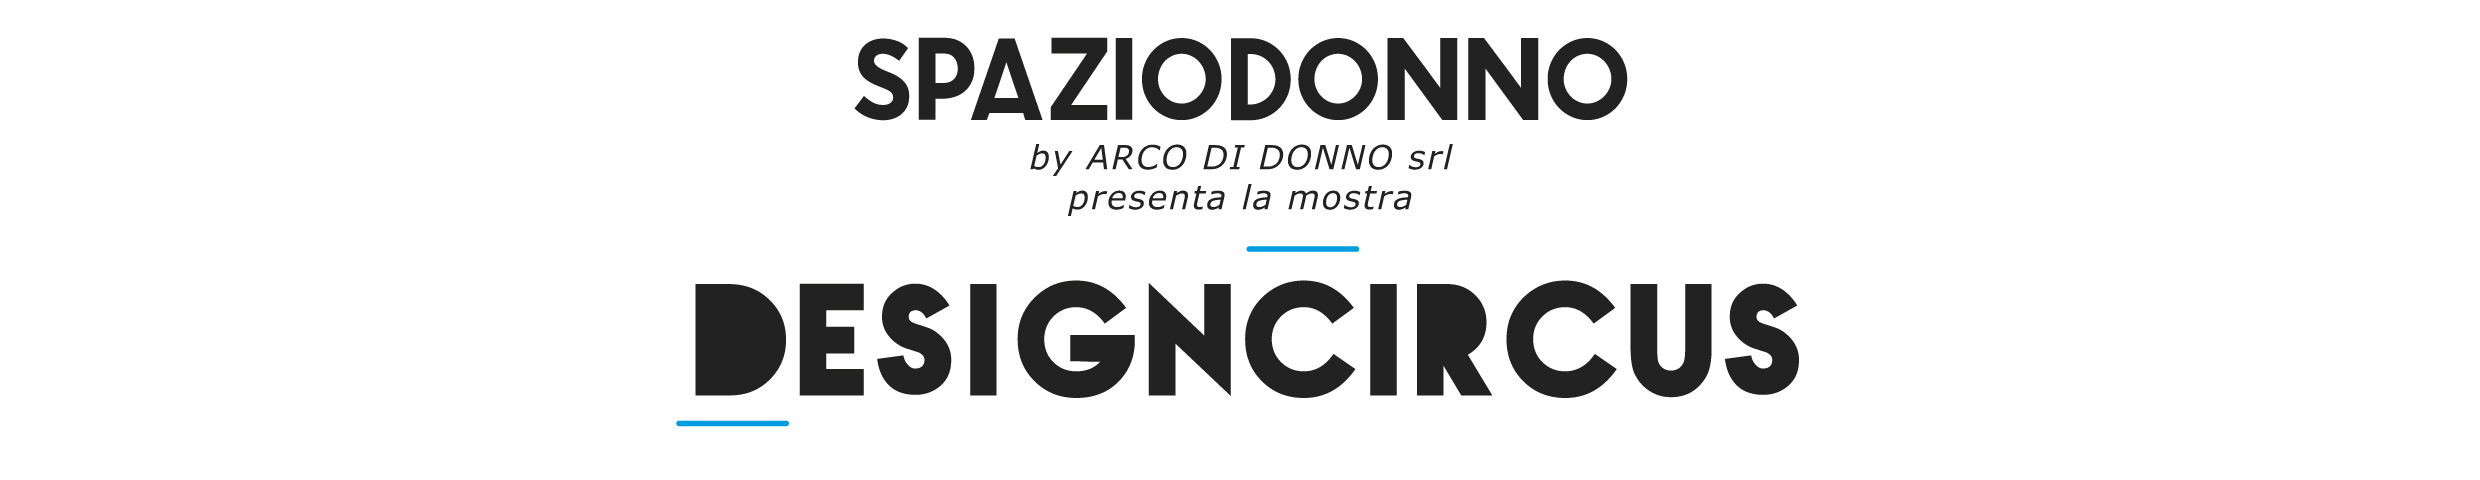 SPAZIODONNO
by ARCO DI DONNO srl
presenta la mostra
DESIGNCIRCUS